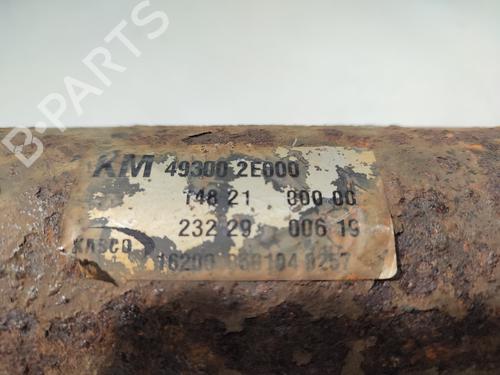 KM 49300 2E000
148 21 000 00
232 29 006 19
KASCO
B-PARTS